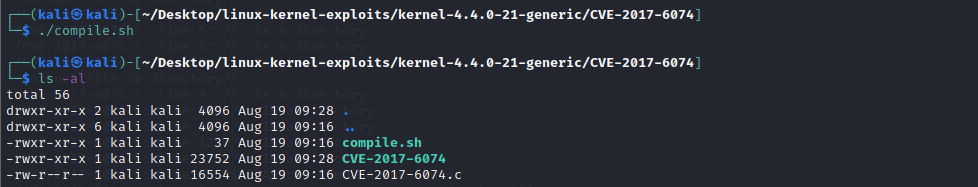 ┌──(kali㉿kali)-[~/Desktop/linux-kernel-exploits/kernel-4.4.0-21-generic/CVE-2017-6074]
└─$ ./compile.sh
┌──(kali㉿kali)-[~/Desktop/linux-kernel-exploits/kernel-4.4.0-21-generic/CVE-2017-6074]
└─$ ls -al
total 56
drwxr-xr-x 2 kali kali  4096 Aug 19 09:28 .
drwxr-xr-x 6 kali kali  4096 Aug 19 09:16 ..
-rwxr-xr-x 1 kali kali    37 Aug 19 09:16 compile.sh
-rwxr-xr-x 1 kali kali 23752 Aug 19 09:28 CVE-2017-6074
-rw-r--r-- 1 kali kali 16554 Aug 19 09:16 CVE-2017-6074.c